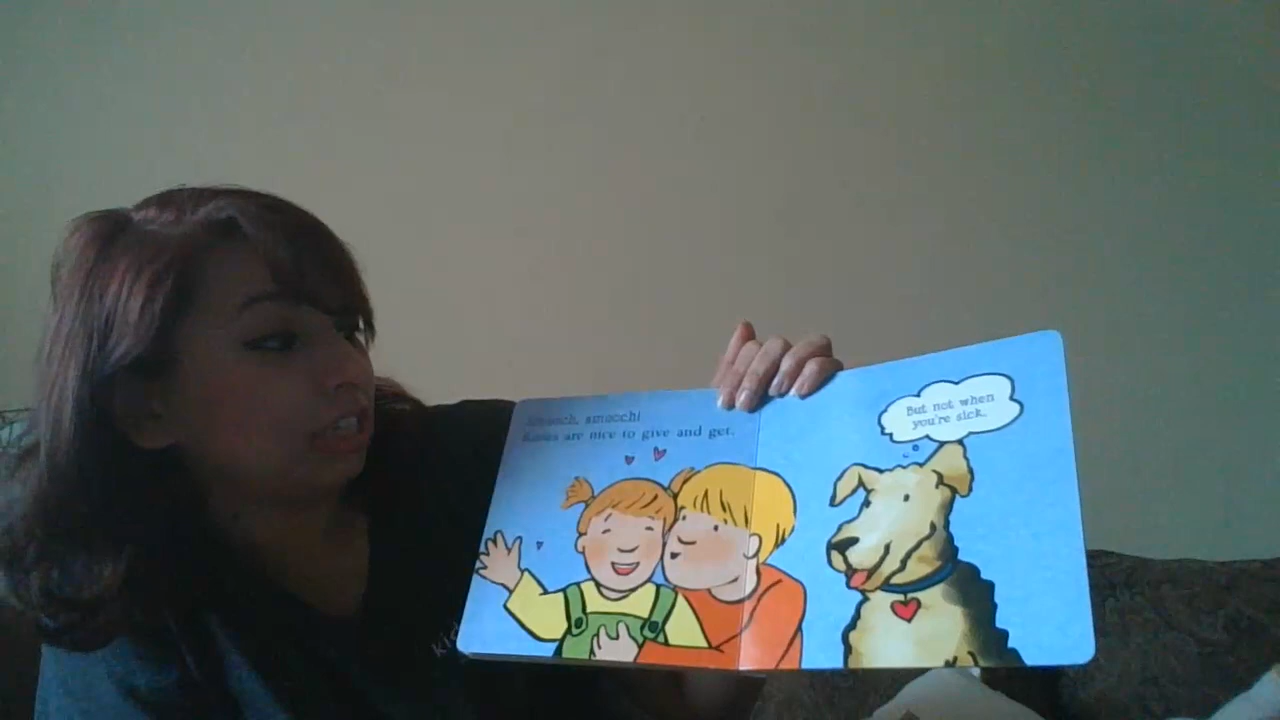 Smooch, smooch!
Kisses are nice to give and get.
But not when
you're sick.